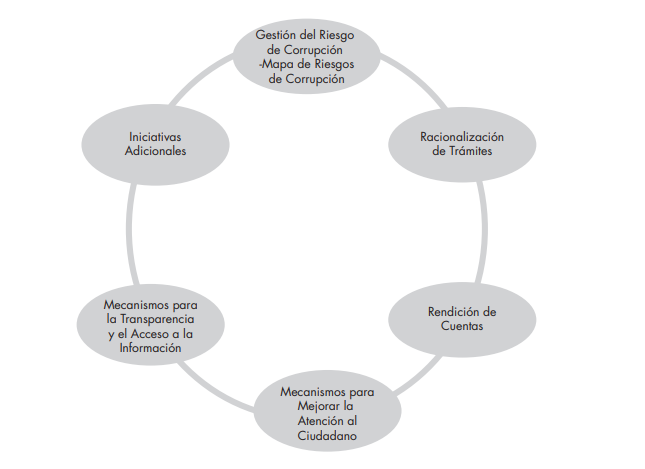 Gestión del Riesgo
de Corrupción
-Mapa de Riesgos
de Corrupción
Racionalización
de Trámites
Rendición de
Cuentas
Mecanismos para
Mejorar la
Atención al
Ciudadano
Mecanismos para
la Transparencia
y el Acceso a la
Información
Iniciativas
Adicionales